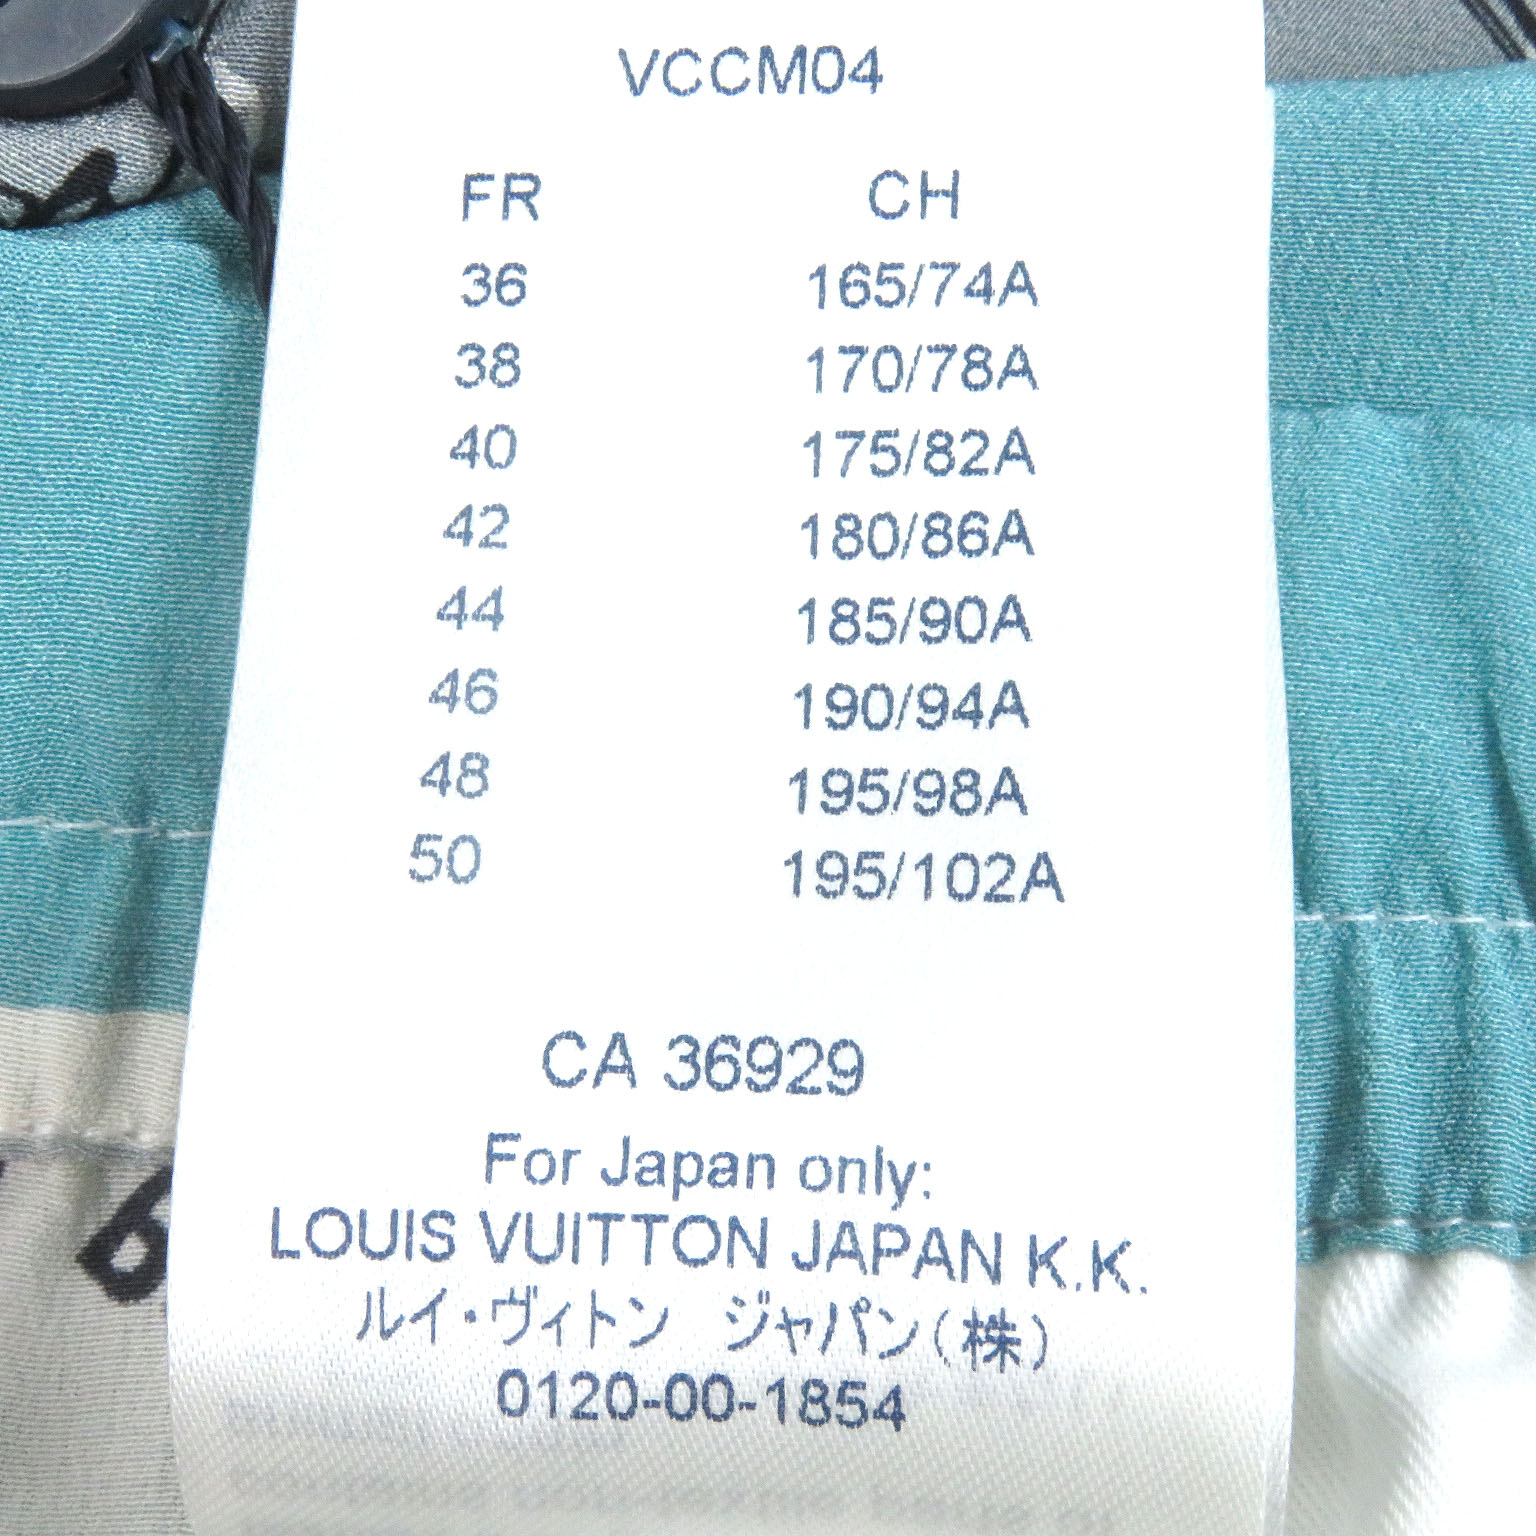 VCCM04
FR CH
36 165/74A
38 170/78A
40 175/82A
42 180/86A
44 185/90A
46 190/94A
48 195/98A
50 195/102A
CA 36929
For Japan only:
LOUIS VUITTON JAPAN K.K.
ルイ・ヴィトン ジャパン(株)
0120-00-1854